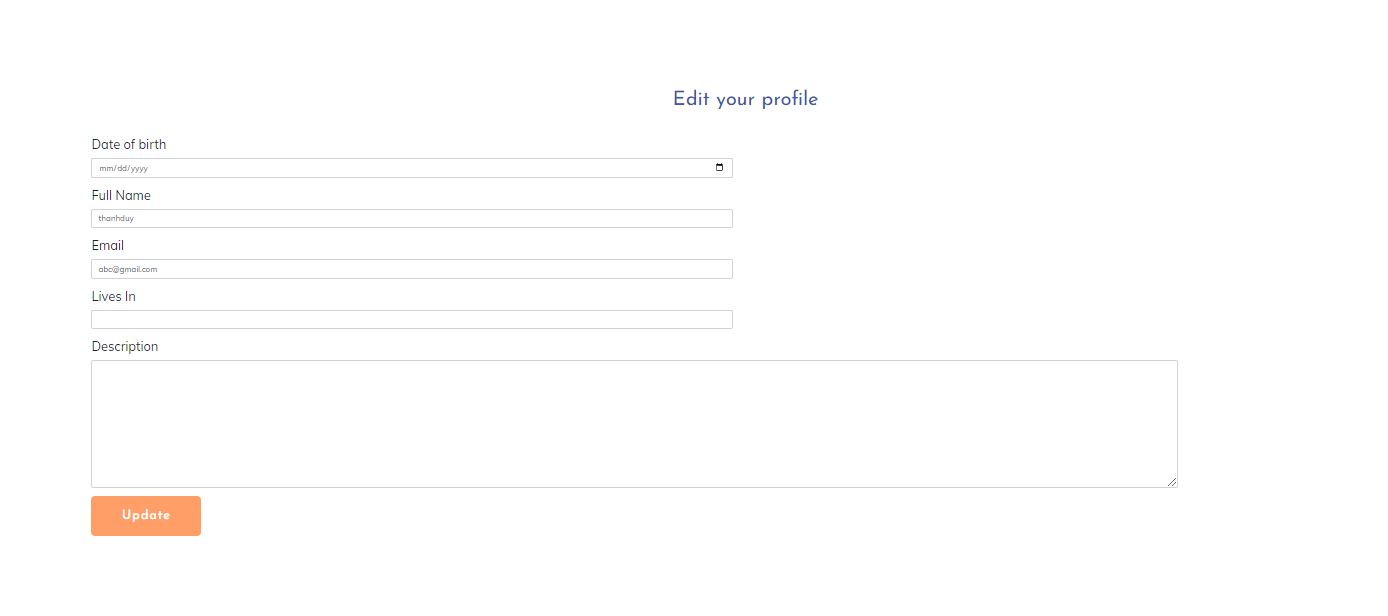 Edit your profile
Date of birth
mm/dd/yyyy
Full Name
thanhduy
Email
abc@gmail.com
Lives In
Description
Update